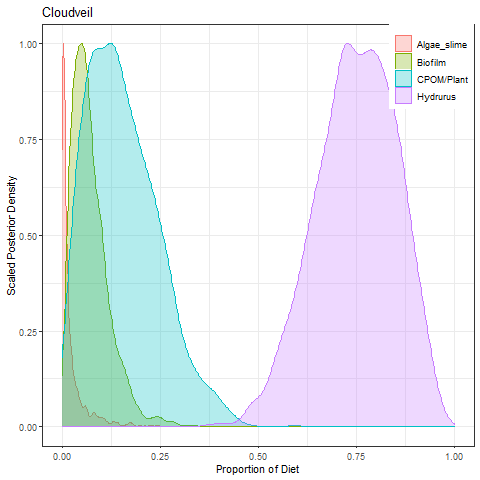 Cloudveil
Algae_slime
Biofilm
CPOM/Plant
Hydrurus
Scaled Posterior Density
1.00
0.75
0.50
0.25
0.00
0.00 0.25 0.50 0.75 1.00
Proportion of Diet